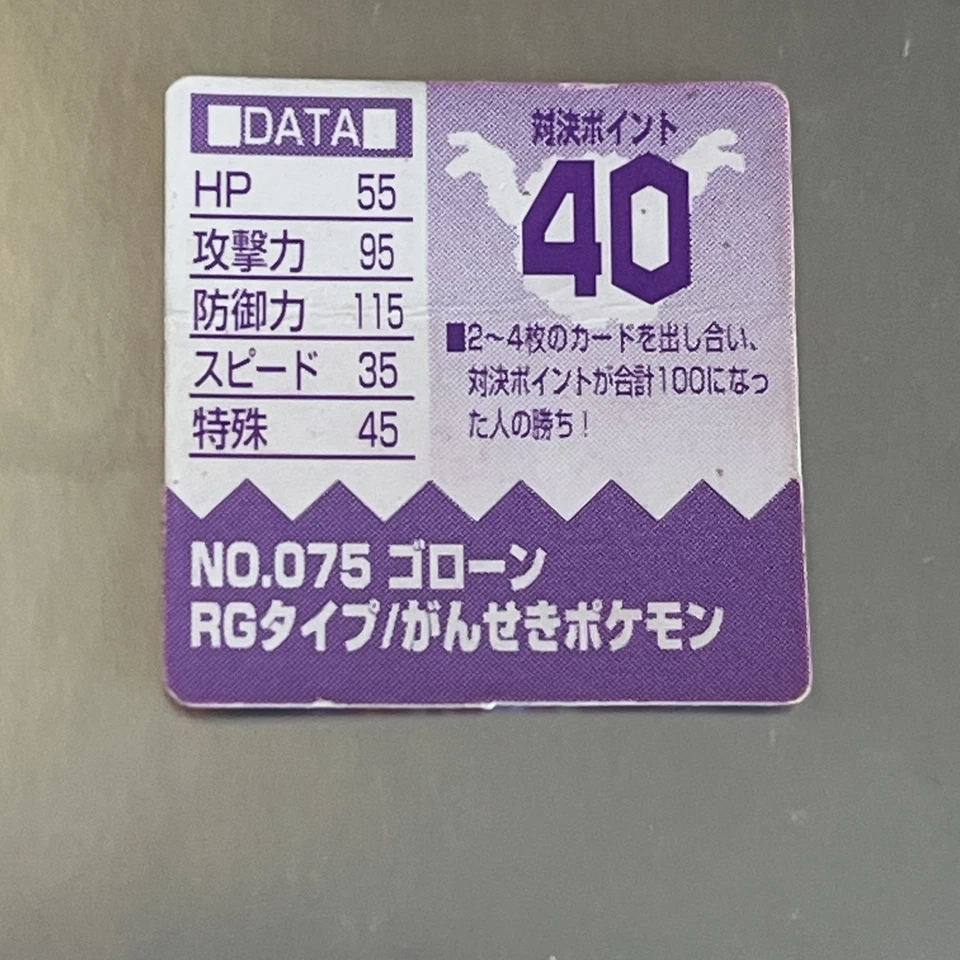 ■DATA■
HP 55
攻撃力 95
防御力 115
スピード 35
特殊 45
対決ポイント
40
■2～4枚のカードを出し合い、
対決ポイントが合計100になっ
た人の勝ち！
NO.075 ゴローン
RGタイプ/がんせきポケモン